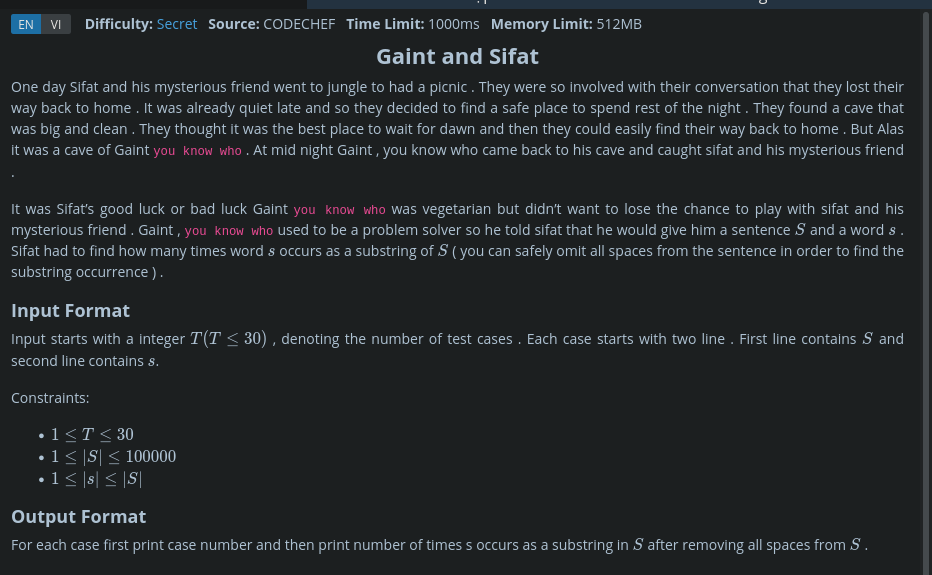 EN VI Difficulty: Secret Source: CODECHEF Time Limit: 1000ms Memory Limit: 512MB
Gaint and Sifat
One day Sifat and his mysterious friend went to jungle to had a picnic . They were so involved with their conversation that they lost their
way back to home . It was already quiet late and so they decided to find a safe place to spend rest of the night . They found a cave that
was big and clean . They thought it was the best place to wait for dawn and then they could easily find their way back to home . But Alas
it was a cave of Gaint you know who . At mid night Gaint , you know who came back to his cave and caught sifat and his mysterious friend
.
It was Sifat’s good luck or bad luck Gaint you know who was vegetarian but didn’t want to lose the chance to play with sifat and his
mysterious friend . Gaint , you know who used to be a problem solver so he told sifat that he would give him a sentence S and a word s .
Sifat had to find how many times word s occurs as a substring of S ( you can safely omit all spaces from the sentence in order to find the
substring occurrence ) .
Input Format
Input starts with a integer T(T ≤ 30) , denoting the number of test cases . Each case starts with two line . First line contains S and
second line contains s.
Constraints:
• 1 ≤ T ≤ 30
• 1 ≤ |S| ≤ 100000
• 1 ≤ |s| ≤ |S|
Output Format
For each case first print case number and then print number of times s occurs as a substring in S after removing all spaces from S .